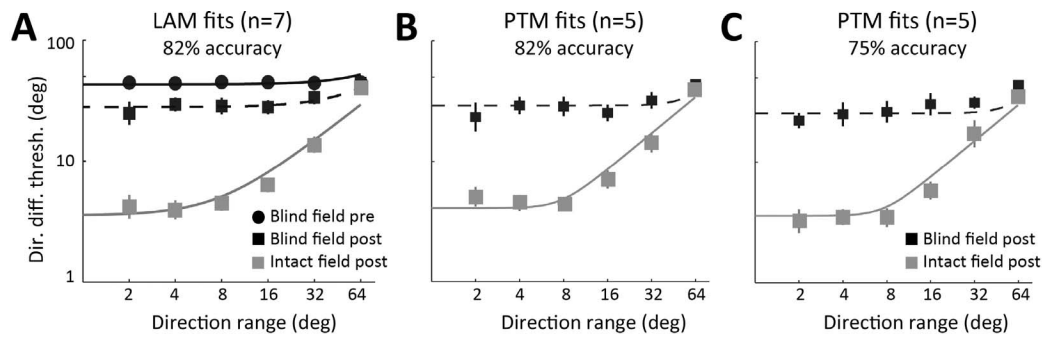 A
LAM fits (n=7)
82% accuracy
B
PTM fits (n=5)
82% accuracy
C
PTM fits (n=5)
75% accuracy
Dir. diff. thresh. (deg)
100
10
1
Blind field pre
Blind field post
Intact field post
Blind field post
Intact field post
2 4 8 16 32 64
2 4 8 16 32 64
2 4 8 16 32 64
Direction range (deg)
Direction range (deg)
Direction range (deg)